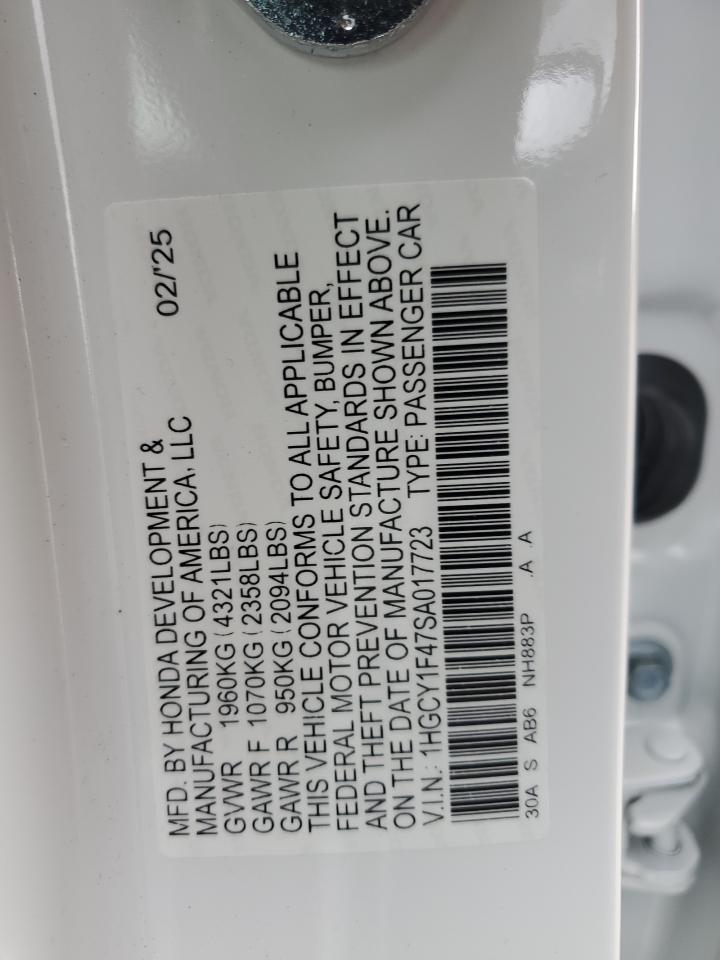 MFD. BY HONDA DEVELOPMENT & 02/'25
MANUFACTURING OF AMERICA, LLC
GVWR 1960KG (4321LBS)
GAWR F 1070KG (2358LBS)
GAWR R 950KG (2094LBS)
THIS VEHICLE CONFORMS TO ALL APPLICABLE
FEDERAL MOTOR VEHICLE SAFETY, BUMPER,
AND THEFT PREVENTION STANDARDS IN EFFECT
ON THE DATE OF MANUFACTURE SHOWN ABOVE.
V.I.N.: 1HGCY1F47SA017723 TYPE: PASSENGER CAR
30A S AB6 NH883P .A .A